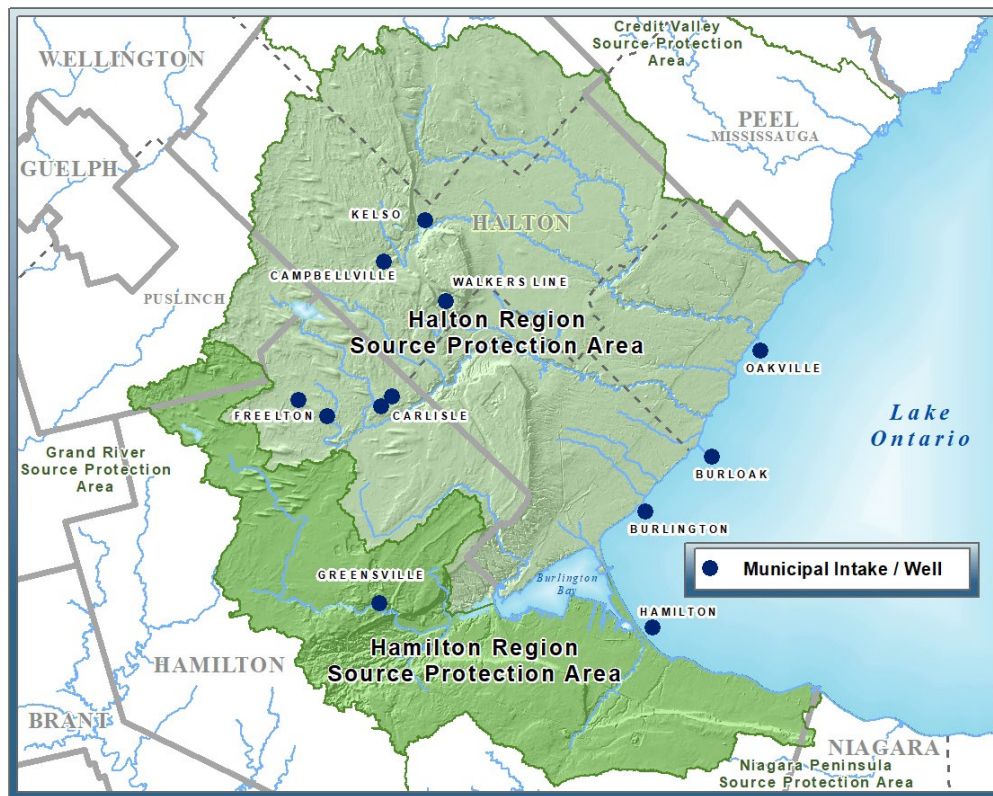 Credit Valley
Source Protection
Area
WELLINGTON
PEEL
MISSISSAUGA
GUELPH
KELSO
HALTON
CAMPBELLVILLE
WALKERS LINE
PUSLINCH
Halton Region
Source Protection Area
OAKVILLE
FREELTON
CARLISLE
Lake
Ontario
Grand River
Source Protection
Area
BURLOAK
BURLINGTON
Municipal Intake / Well
GREENSVILLE
Burlington
Bay
HAMILTON
Hamilton Region
Source Protection Area
HAMILTON
BRANT
NIAGARA
Niagara Peninsula
Source Protection Area